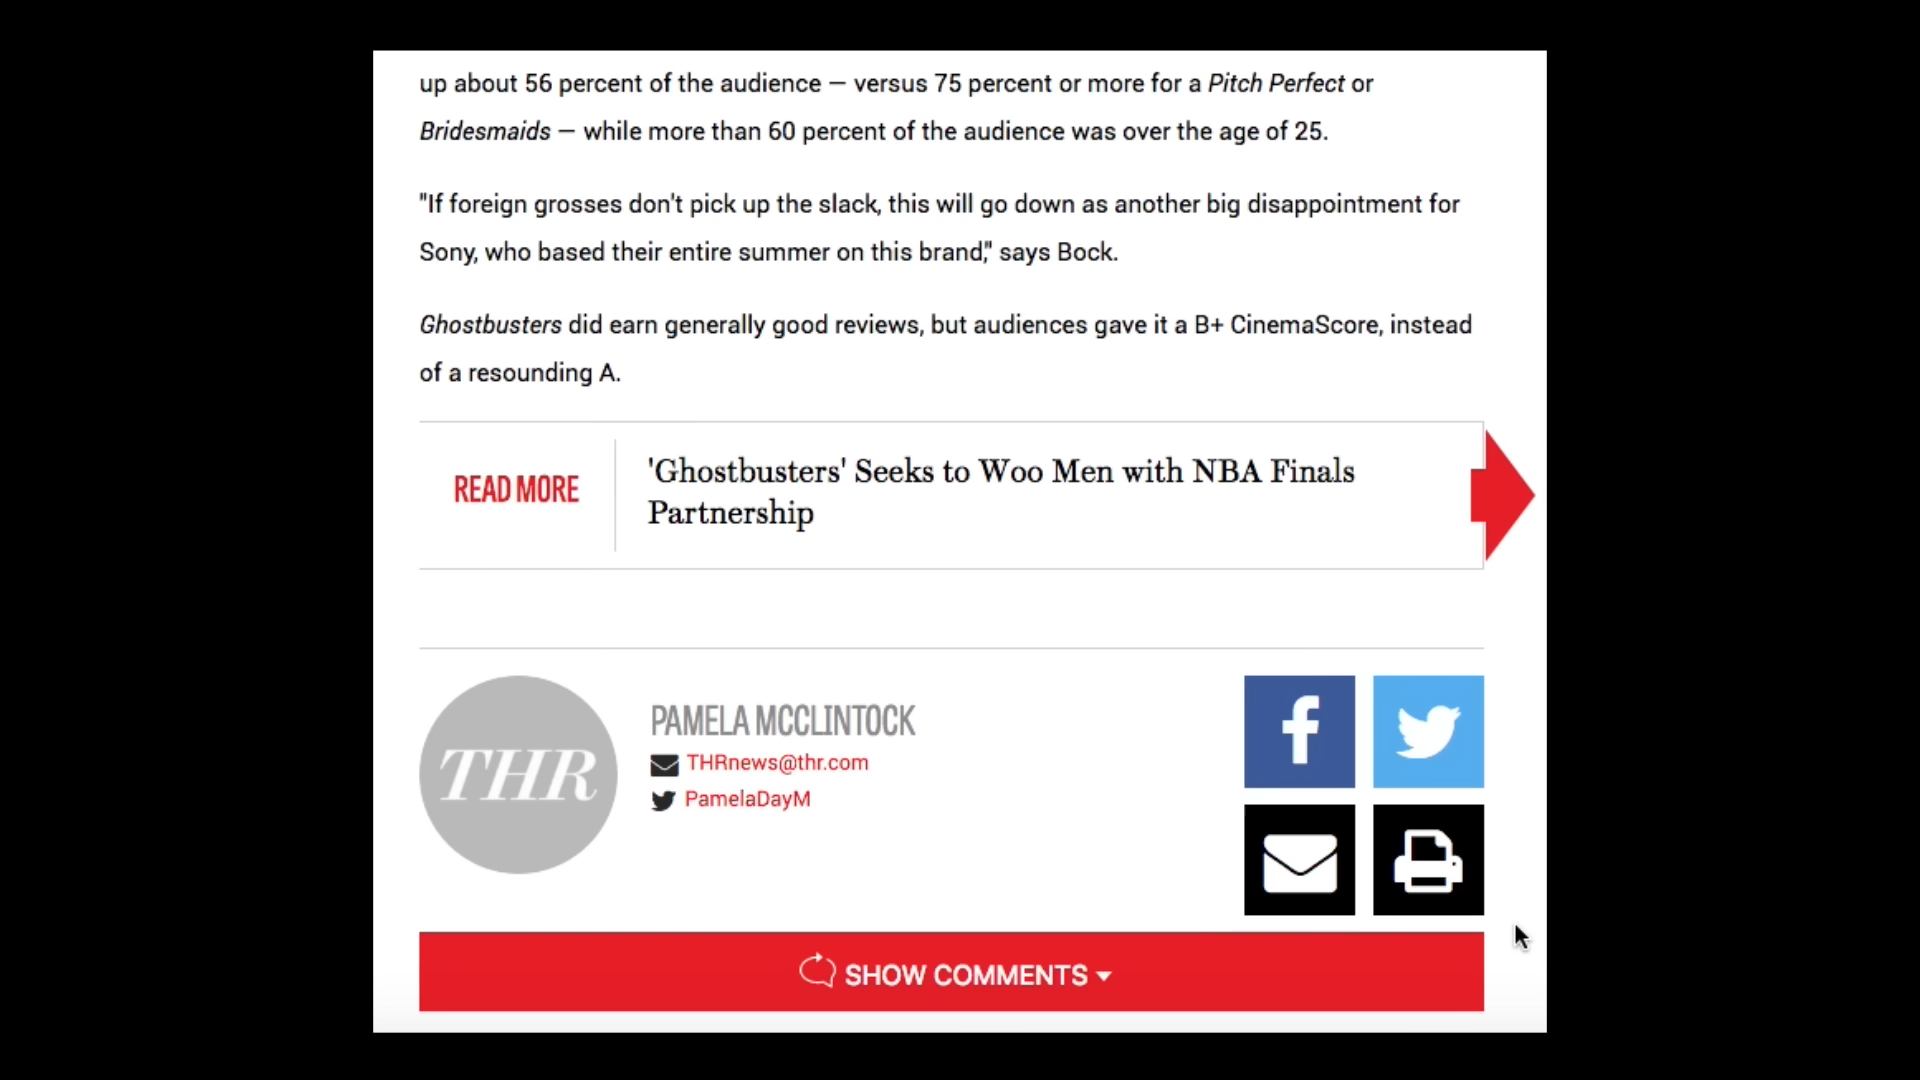 up about 56 percent of the audience — versus 75 percent or more for a Pitch Perfect or
Bridesmaids — while more than 60 percent of the audience was over the age of 25.
"If foreign grosses don't pick up the slack, this will go down as another big disappointment for
Sony, who based their entire summer on this brand," says Bock.
Ghostbusters did earn generally good reviews, but audiences gave it a B+ CinemaScore, instead
of a resounding A.
READ MORE
'Ghostbusters' Seeks to Woo Men with NBA Finals
Partnership
THR
PAMELA MCCLINTOCK
THRnews@thr.com
PamelaDayM
SHOW COMMENTS